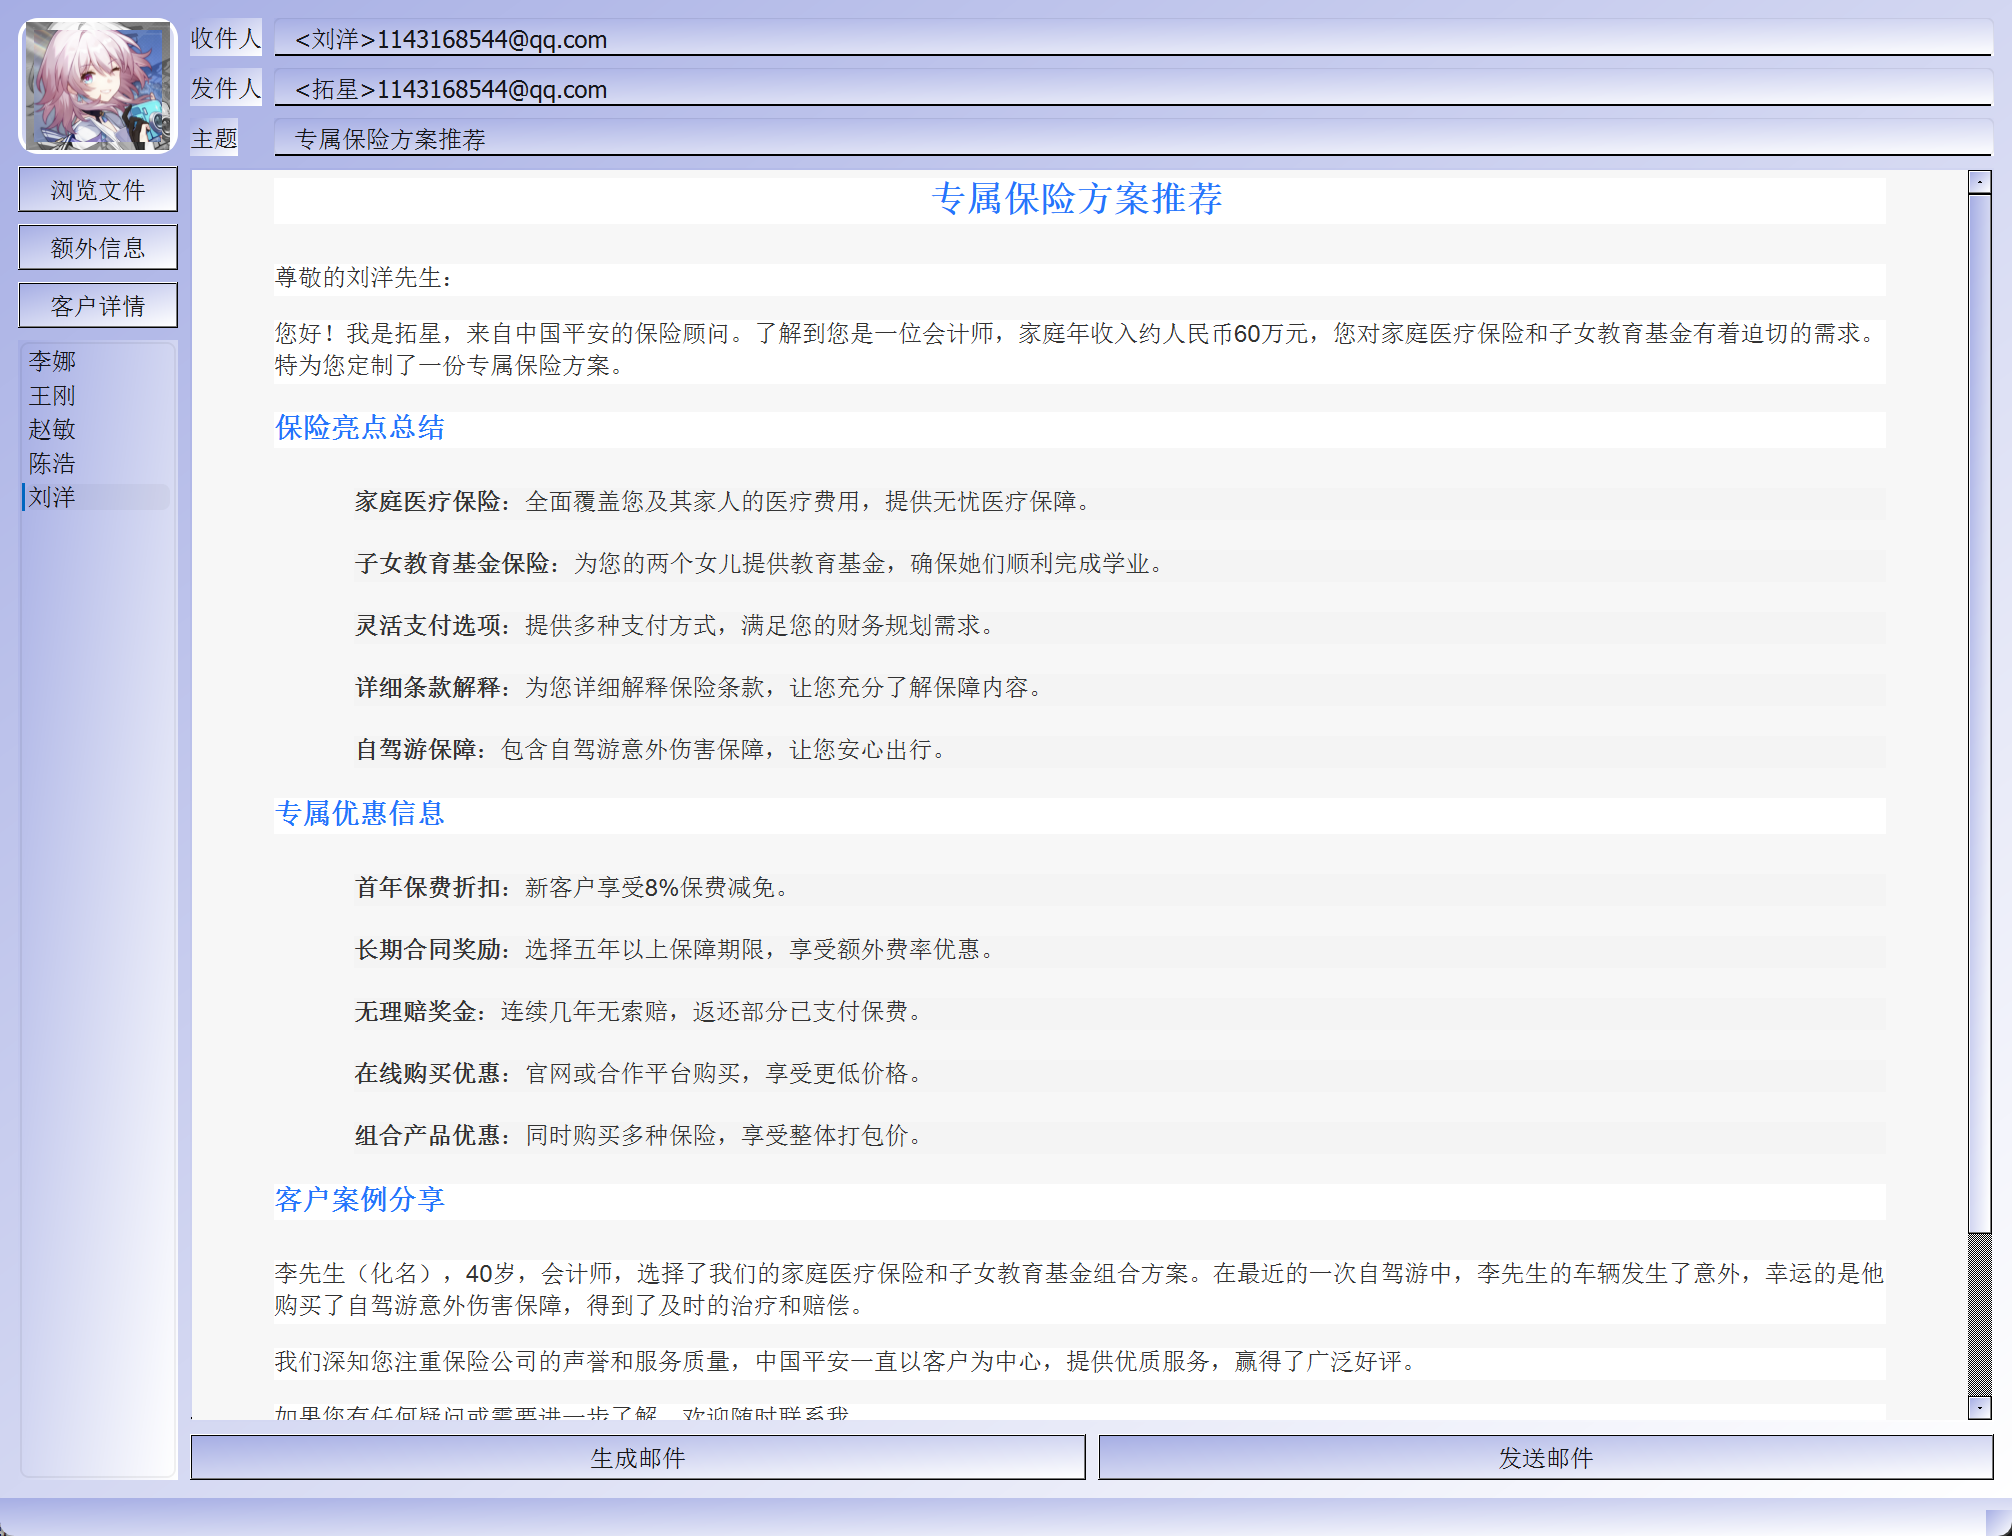 收件人
<刘洋>1143168544@qq.com
发件人
<拓星>1143168544@qq.com
主题
专属保险方案推荐
浏览文件
额外信息
客户详情
李娜
王刚
赵敏
陈浩
刘洋
专属保险方案推荐
尊敬的刘洋先生：
您好！我是拓星，来自中国平安的保险顾问。了解到您是一位会计师，家庭年收入约人民币60万元，您对家庭医疗保险和子女教育基金有着迫切的需求。
特为您定制了一份专属保险方案。
保险亮点总结
家庭医疗保险：全面覆盖您及其家人的医疗费用，提供无忧医疗保障。
子女教育基金保险：为您的两个女儿提供教育基金，确保她们顺利完成学业。
灵活支付选项：提供多种支付方式，满足您的财务规划需求。
详细条款解释：为您详细解释保险条款，让您充分了解保障内容。
自驾游保障：包含自驾游意外伤害保障，让您安心出行。
专属优惠信息
首年保费折扣：新客户享受8%保费减免。
长期合同奖励：选择五年以上保障期限，享受额外费率优惠。
无理赔奖金：连续几年无索赔，返还部分已支付保费。
在线购买优惠：官网或合作平台购买，享受更低价格。
组合产品优惠：同时购买多种保险，享受整体打包价。
客户案例分享
李先生（化名），40岁，会计师，选择了我们的家庭医疗保险和子女教育基金组合方案。在最近的一次自驾游中，李先生的车辆发生了意外，幸运的是他
购买了自驾游意外伤害保障，得到了及时的治疗和赔偿。
我们深知您注重保险公司的声誉和服务质量，中国平安一直以客户为中心，提供优质服务，赢得了广泛好评。
如果您有任何疑问或需要进一步了解，欢迎随时联系我
生成邮件
发送邮件